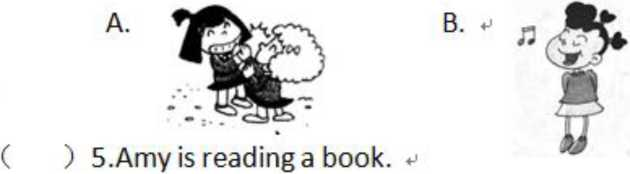 A. B.
( ) 5.Amy is reading a book.